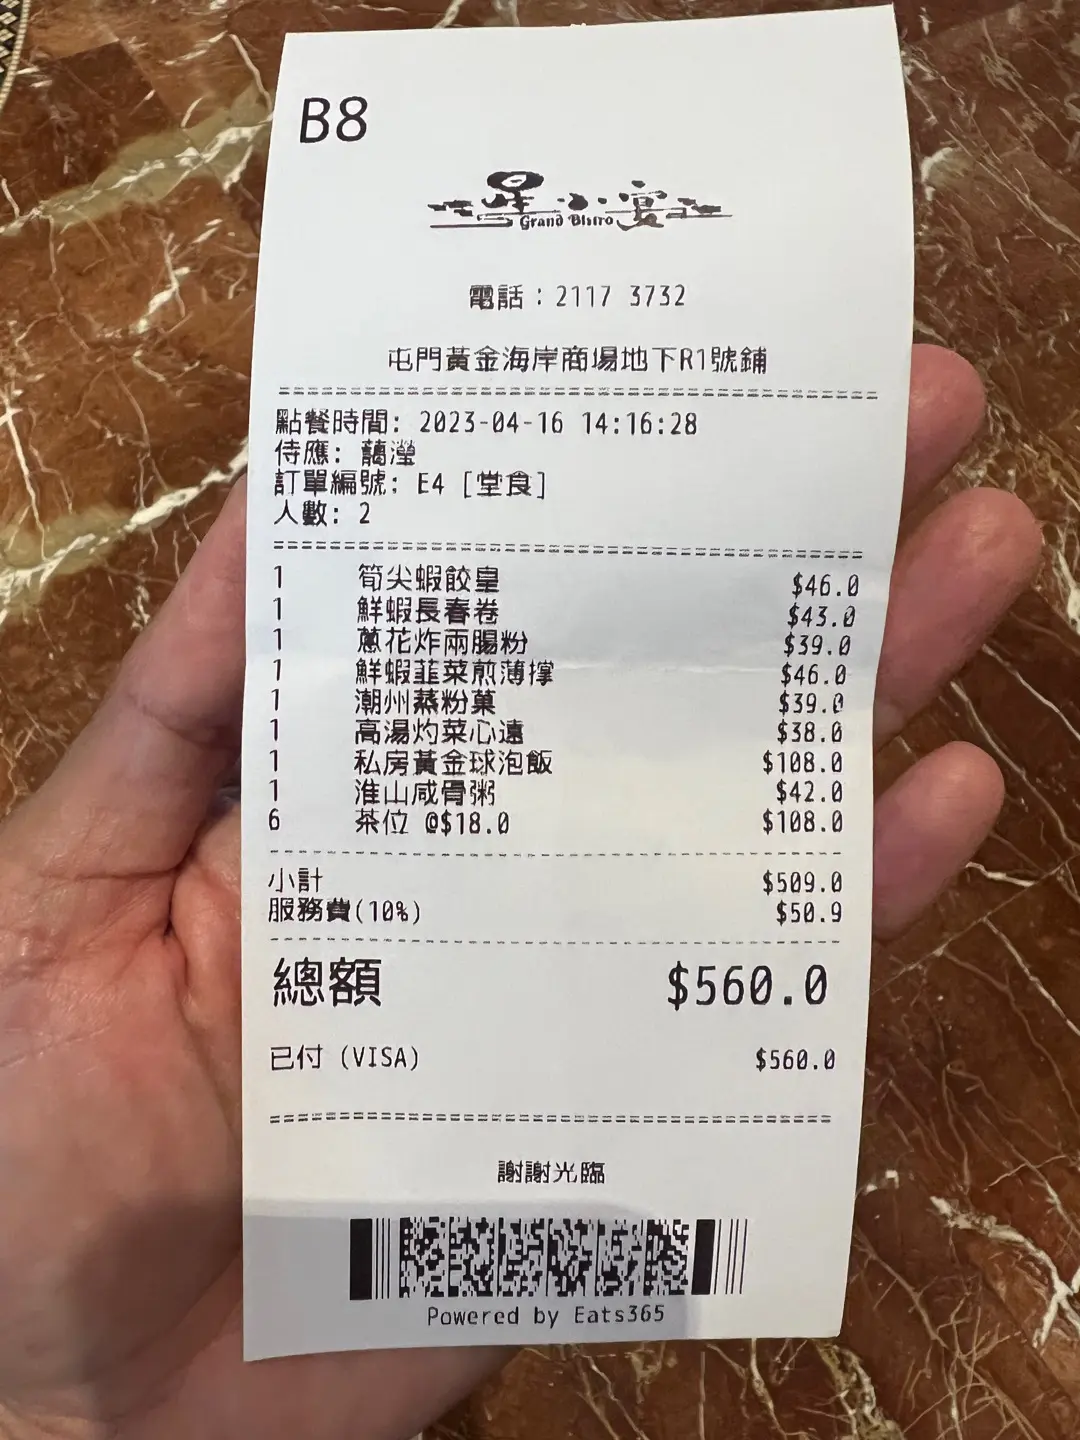 B8
星小宴
Grand Bistro
電話：2117 3732
屯門黃金海岸商場地下R1號鋪
點餐時間: 2023-04-16 14:16:28
侍應: 藹瀅
訂單編號: E4 [堂食]
人數: 2
1 筍尖蝦餃皇 $46.0
1 鮮蝦長春卷 $43.0
1 蔥花炸兩腸粉 $39.0
1 鮮蝦韮菜煎薄撐 $46.0
1 潮州蒸粉菓 $39.0
1 高湯灼菜心遠 $38.0
1 私房黃金球泡飯 $108.0
1 淮山咸骨粥 $42.0
6 茶位 @$18.0 $108.0
小計 $509.0
服務費(10%) $50.9
總額 $560.0
已付 (VISA) $560.0
謝謝光臨
Powered by Eats365